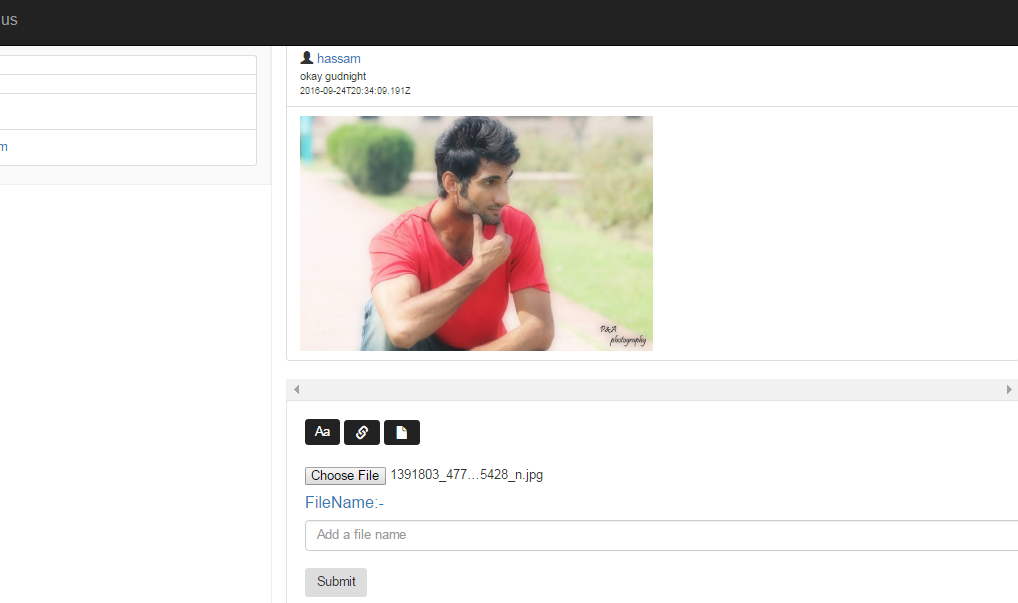 us
m
hassam
okay gudnight
2016-09-24T20:34:09.191Z
P&A
photography
Aa
Choose File 1391803_477...5428_n.jpg
FileName:-
Add a file name
Submit